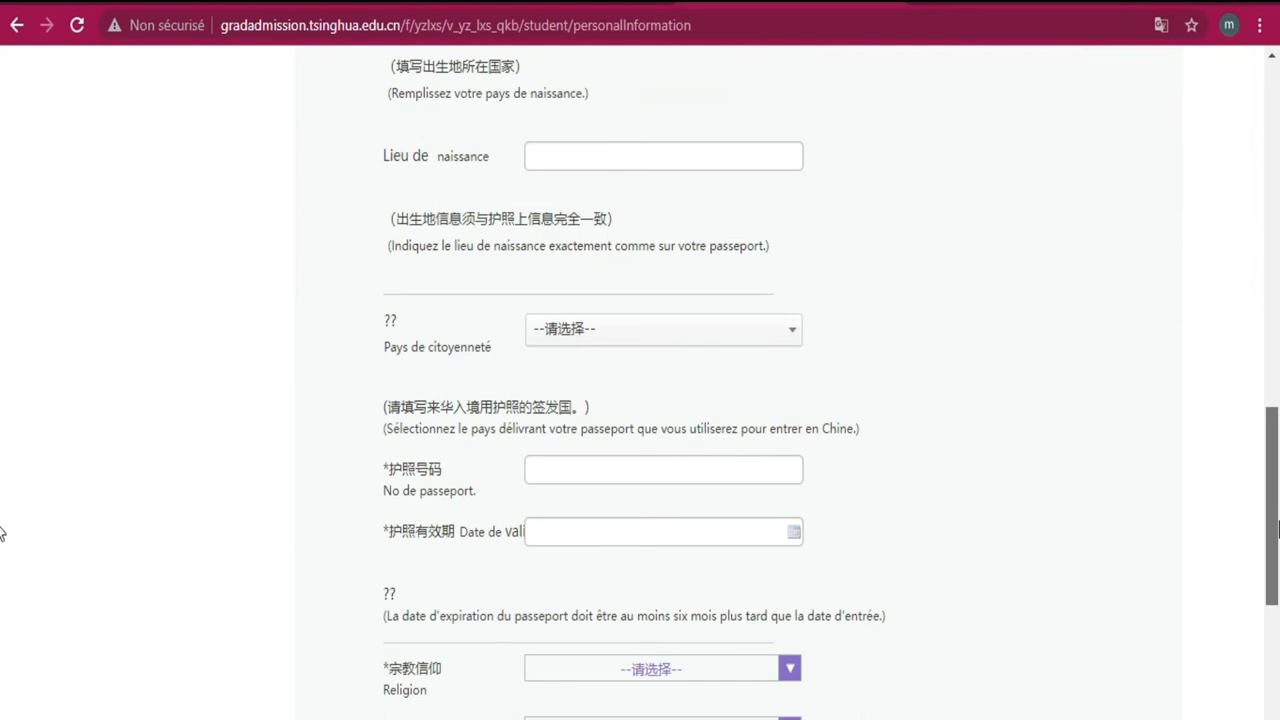 Non sécurisé gradadmission.tsinghua.edu.cn/f/yzlxs/v_yz_lxs_qkb/student/personalInformation m
（填写出生地所在国家）
(Remplissez votre pays de naissance.)
Lieu de naissance
（出生地信息须与护照上信息完全一致）
(Indiquez le lieu de naissance exactement comme sur votre passeport.)
?? --请选择--
Pays de citoyenneté
(请填写来华入境用护照的签发国。)
(Sélectionnez le pays délivrant votre passeport que vous utiliserez pour entrer en Chine.)
*护照号码
No de passeport.
*护照有效期 Date de vali
??
(La date d'expiration du passeport doit être au moins six mois plus tard que la date d'entrée.)
*宗教信仰 --请选择--
Religion